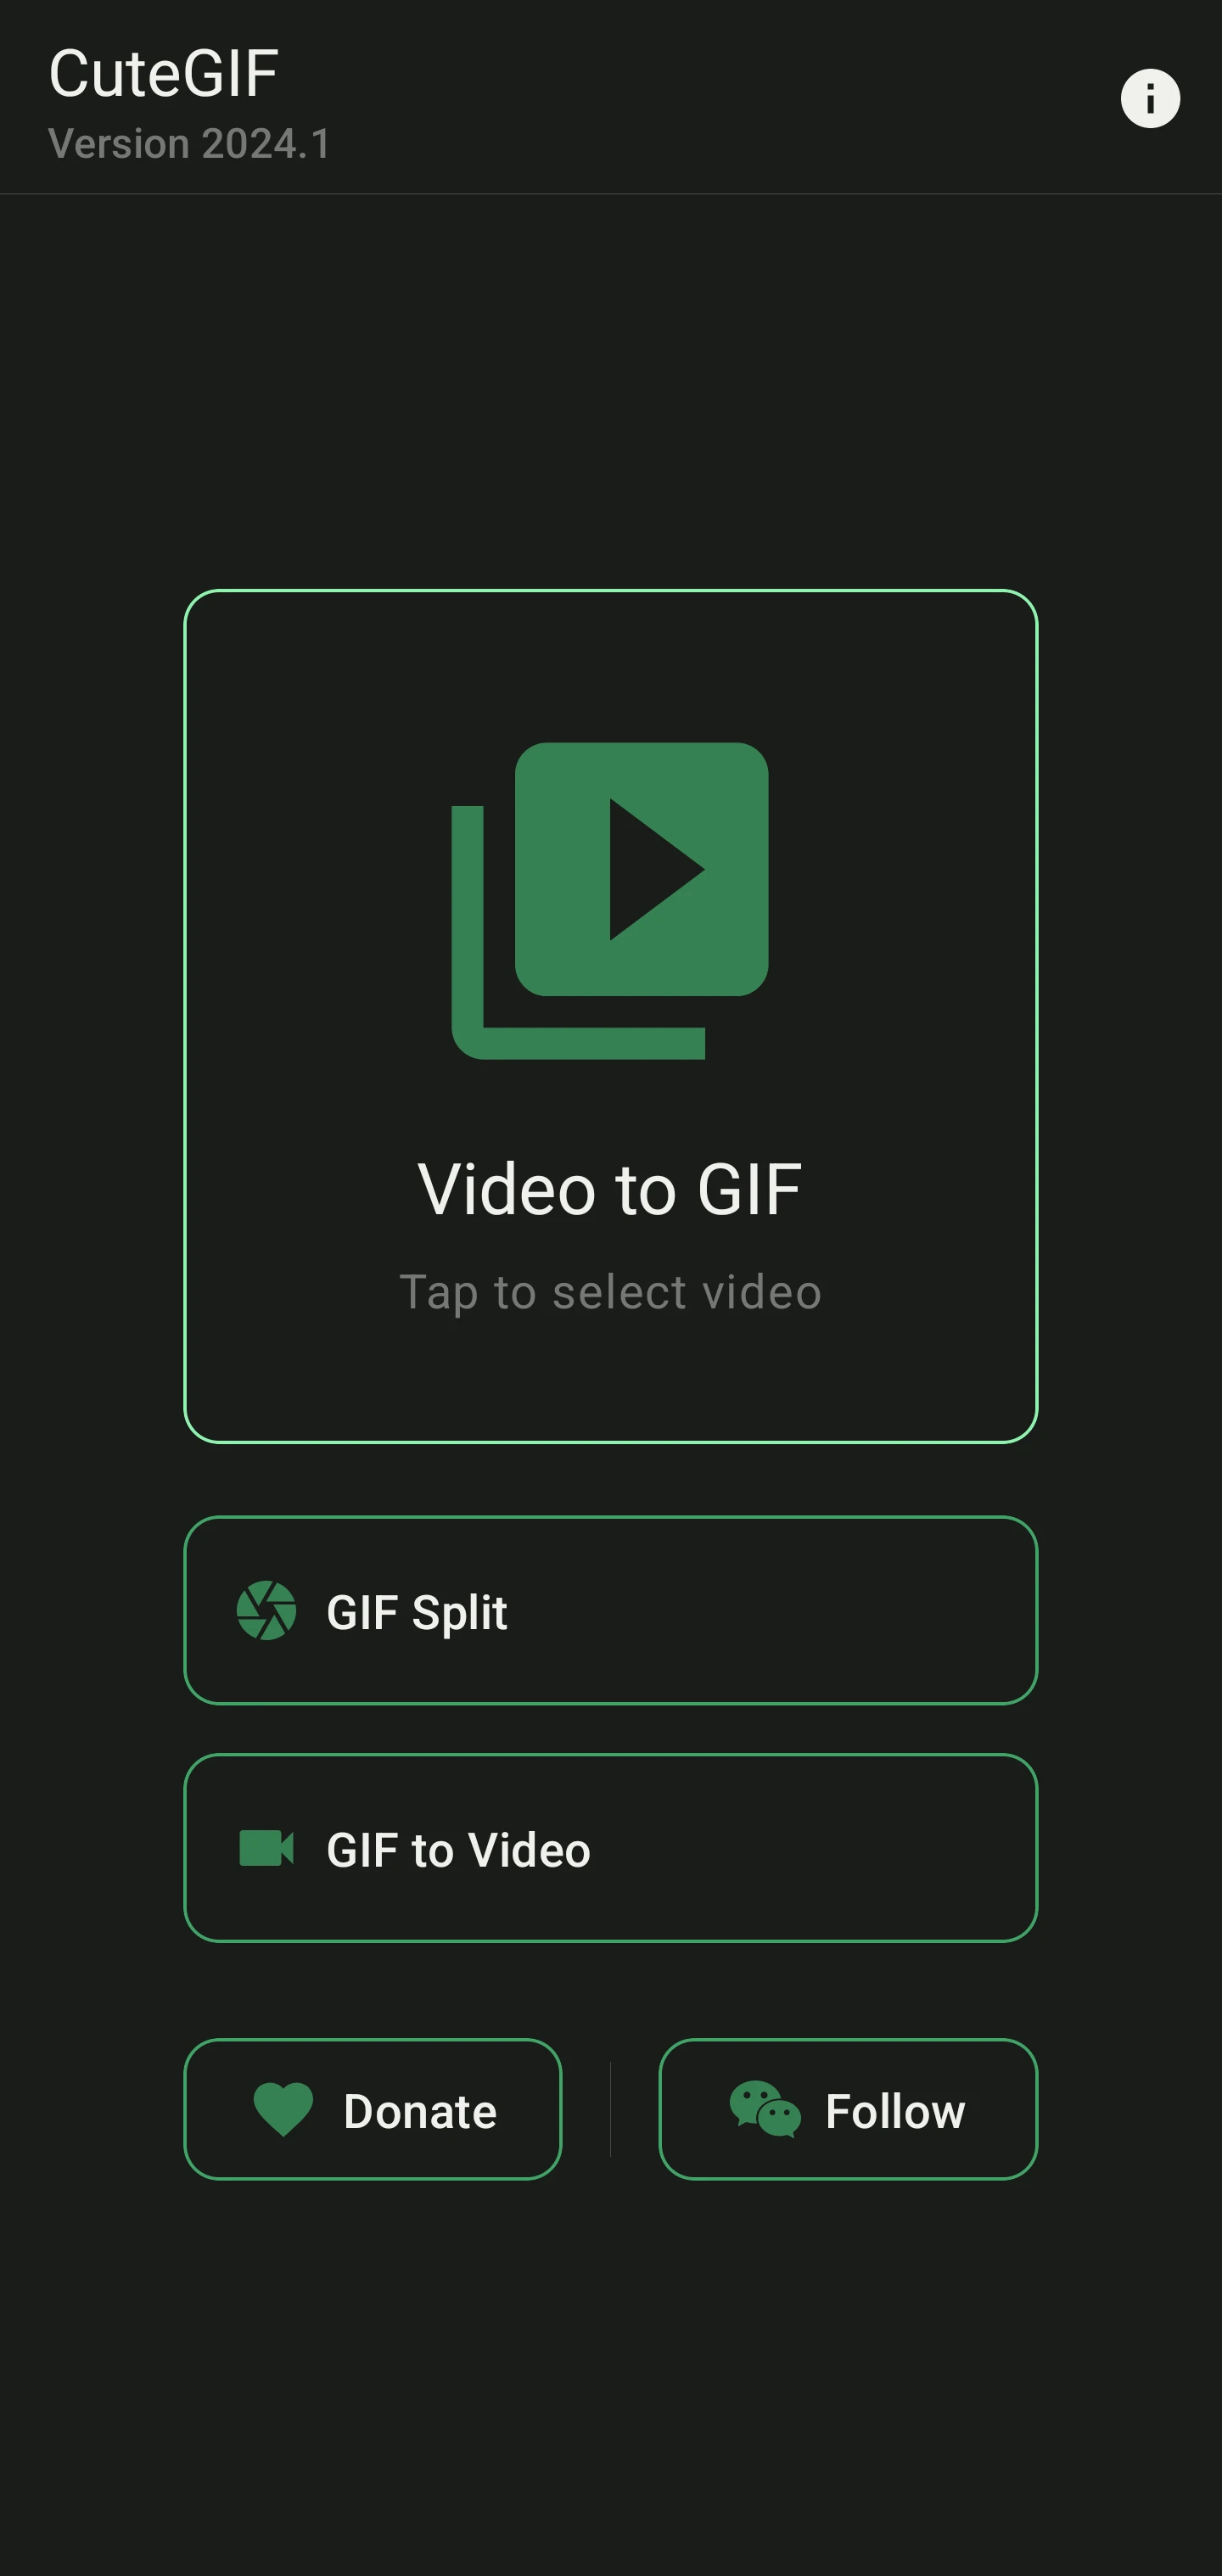 CuteGIF
Version 2024.1
Video to GIF
Tap to select video
GIF Split
GIF to Video
Donate
Follow